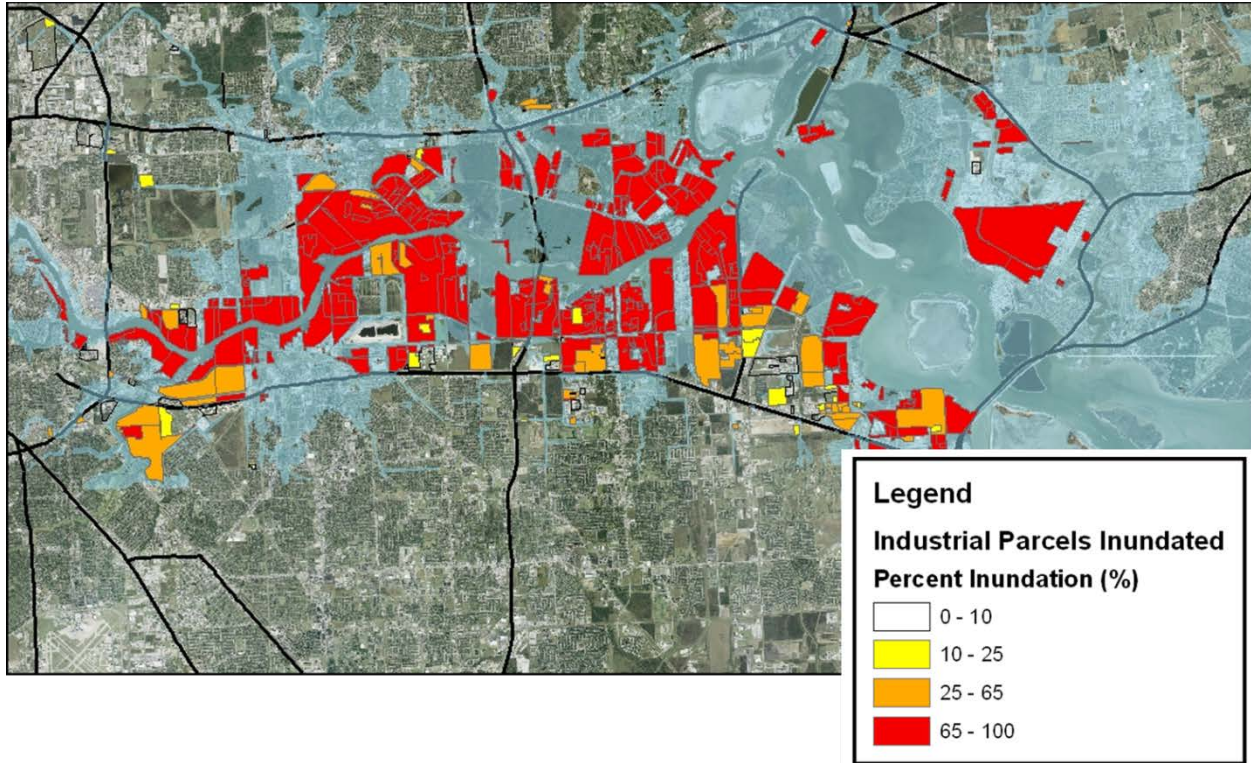 Legend
Industrial Parcels Inundated
Percent Inundation (%)
0 - 10
10 - 25
25 - 65
65 - 100